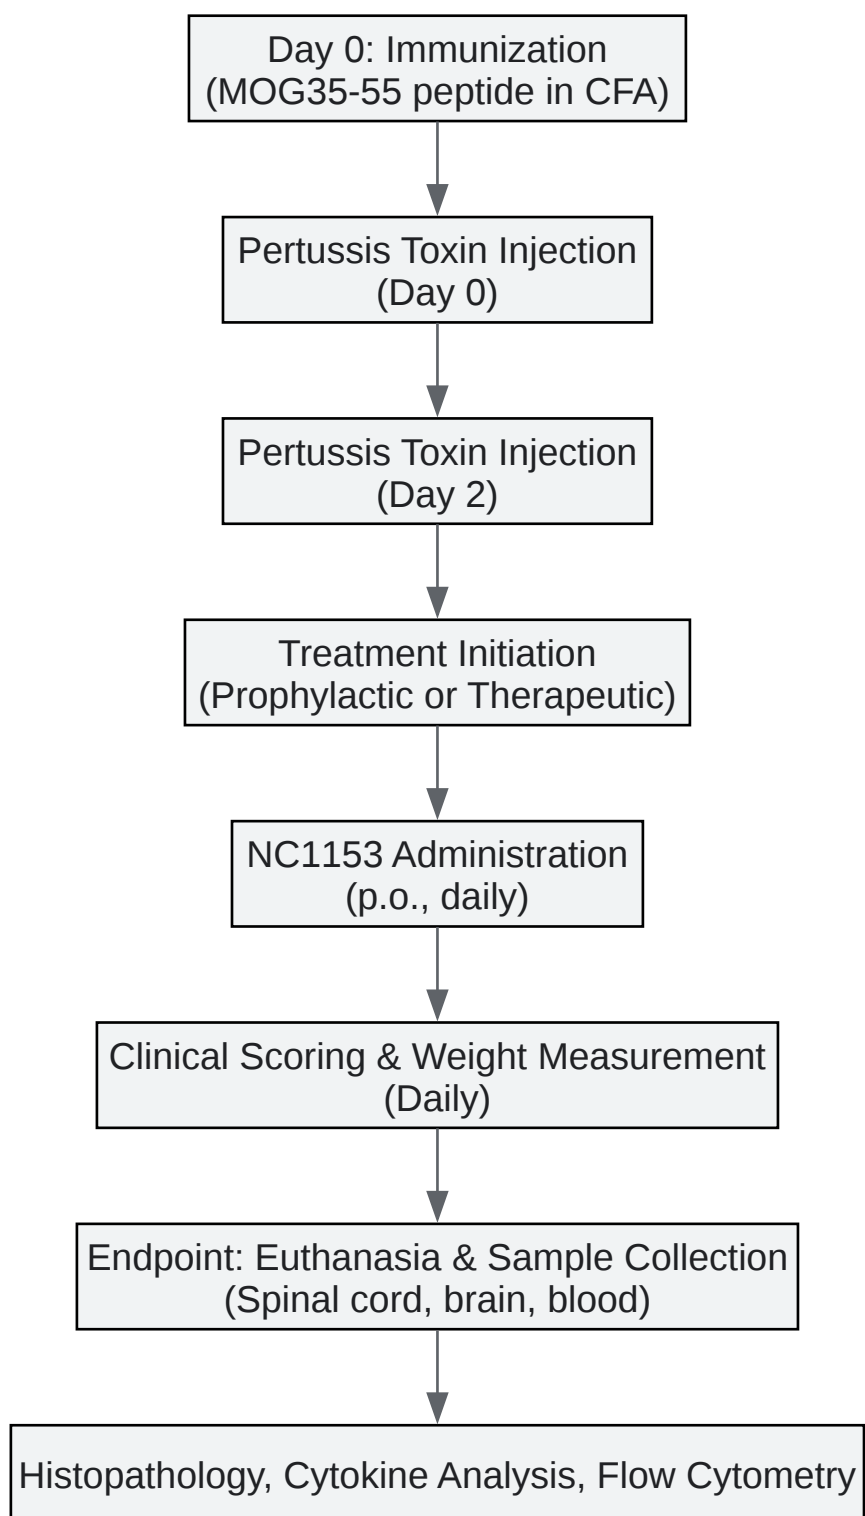 Day 0: Immunization
(MOG35-55 peptide in CFA)
Pertussis Toxin Injection
(Day 0)
Pertussis Toxin Injection
(Day 2)
Treatment Initiation
(Prophylactic or Therapeutic)
NC1153 Administration
(p.o., daily)
Clinical Scoring & Weight Measurement
(Daily)
Endpoint: Euthanasia & Sample Collection
(Spinal cord, brain, blood)
Histopathology, Cytokine Analysis, Flow Cytometry